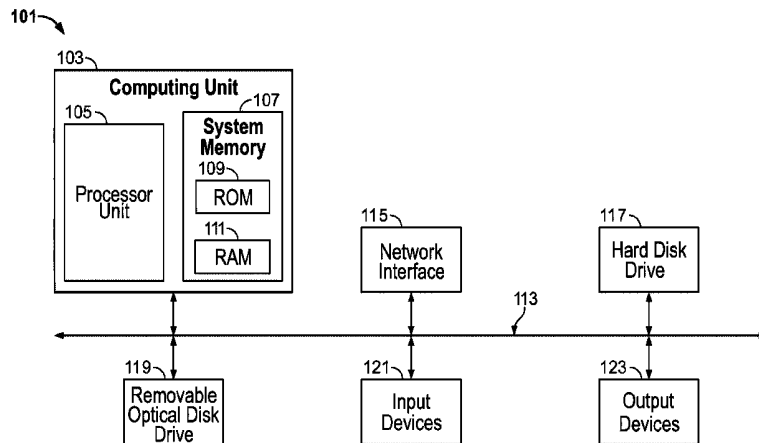 101
103
Computing Unit
105
107
System
Memory
Processor
Unit
109
ROM
111
RAM
115
Network
Interface
117
Hard Disk
Drive
113
119
Removable
Optical Disk
Drive
121
Input
Devices
123
Output
Devices